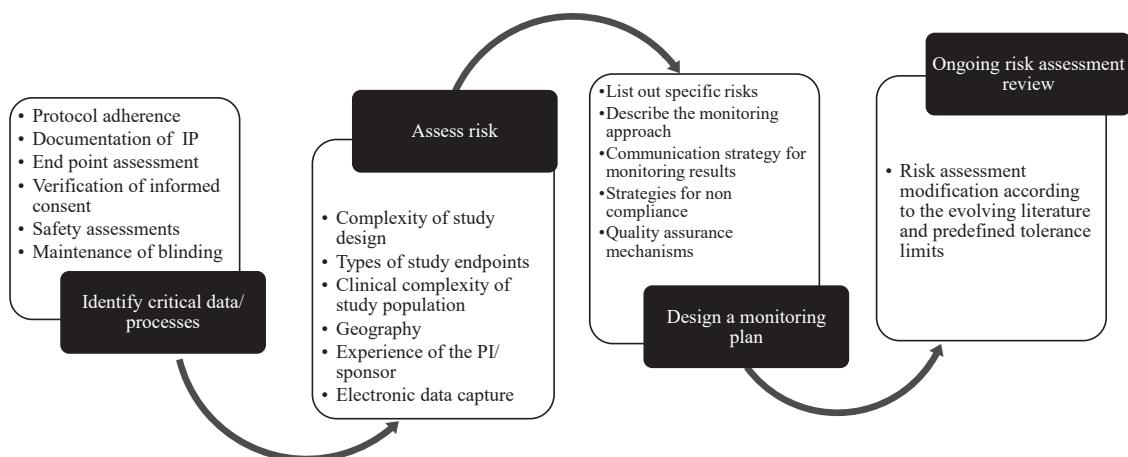 • Protocol adherence
• Documentation of IP
• End point assessment
• Verification of informed
consent
• Safety assessments
• Maintenance of blinding
Identify critical data/
processes
Assess risk
• Complexity of study
design
• Types of study endpoints
• Clinical complexity of
study population
• Geography
• Experience of the PI/
sponsor
• Electronic data capture
•List out specific risks
•Describe the monitoring
approach
•Communication strategy for
monitoring results
•Strategies for non
compliance
•Quality assurance
mechanisms
Design a monitoring
plan
Ongoing risk assessment
review
• Risk assessment
modification according
to the evolving literature
and predefined tolerance
limits